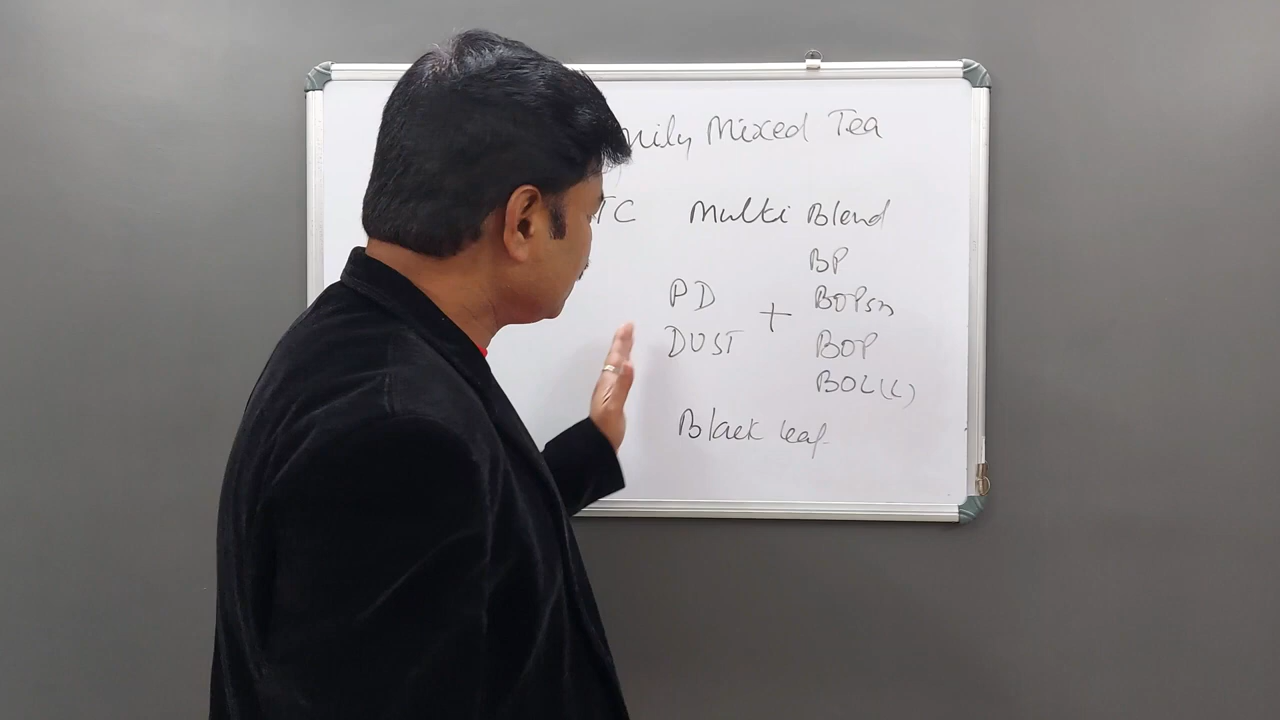 mily Mixed Tea
TC Multi Blend
BP
PD + BOPSm
DUST BOP
BOL(L)
Black leaf